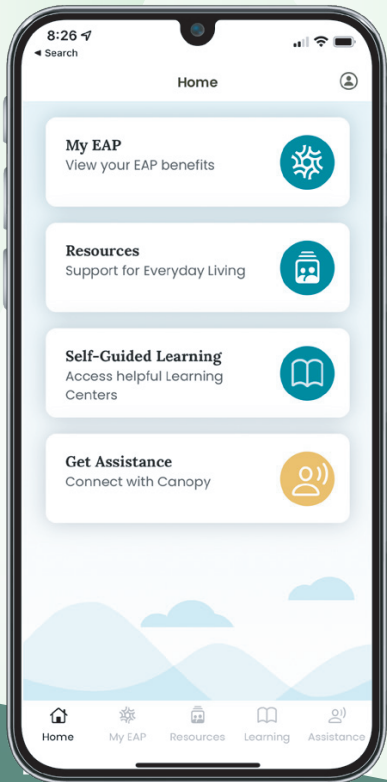 8:26
◄ Search
Home
My EAP
View your EAP benefits
Resources
Support for Everyday Living
Self-Guided Learning
Access helpful Learning
Centers
Get Assistance
Connect with Canopy
Home
My EAP
Resources
Learning
Assistance